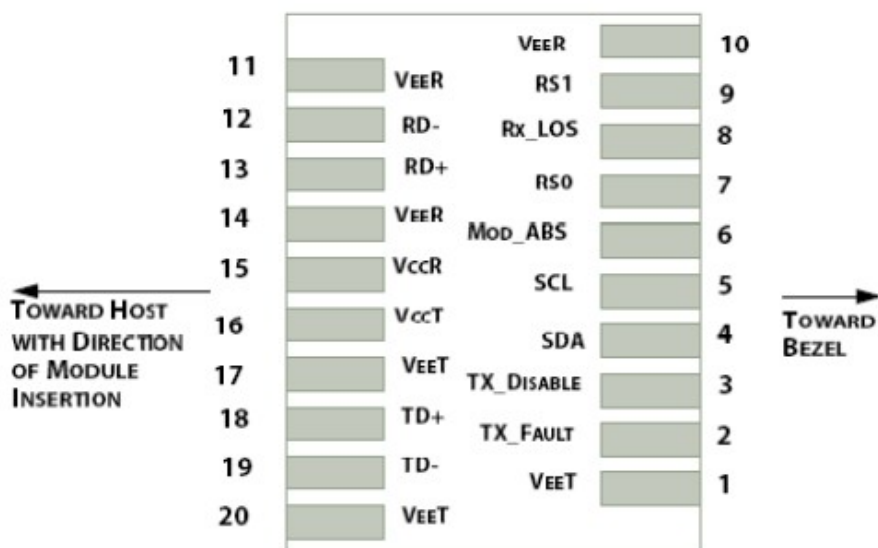 11 VEER
12 RD-
13 RD+
14 VEER
15 VCCR
16 VCCT
17 VEET
18 TD+
19 TD-
20 VEET
VEER 10
RS1 9
RX_LOS 8
RS0 7
MOD_ABS 6
SCL 5
SDA 4
TX_DISABLE 3
TX_FAULT 2
VEET 1
TOWARD HOST
WITH DIRECTION
OF MODULE
INSERTION
TOWARD
BEZEL